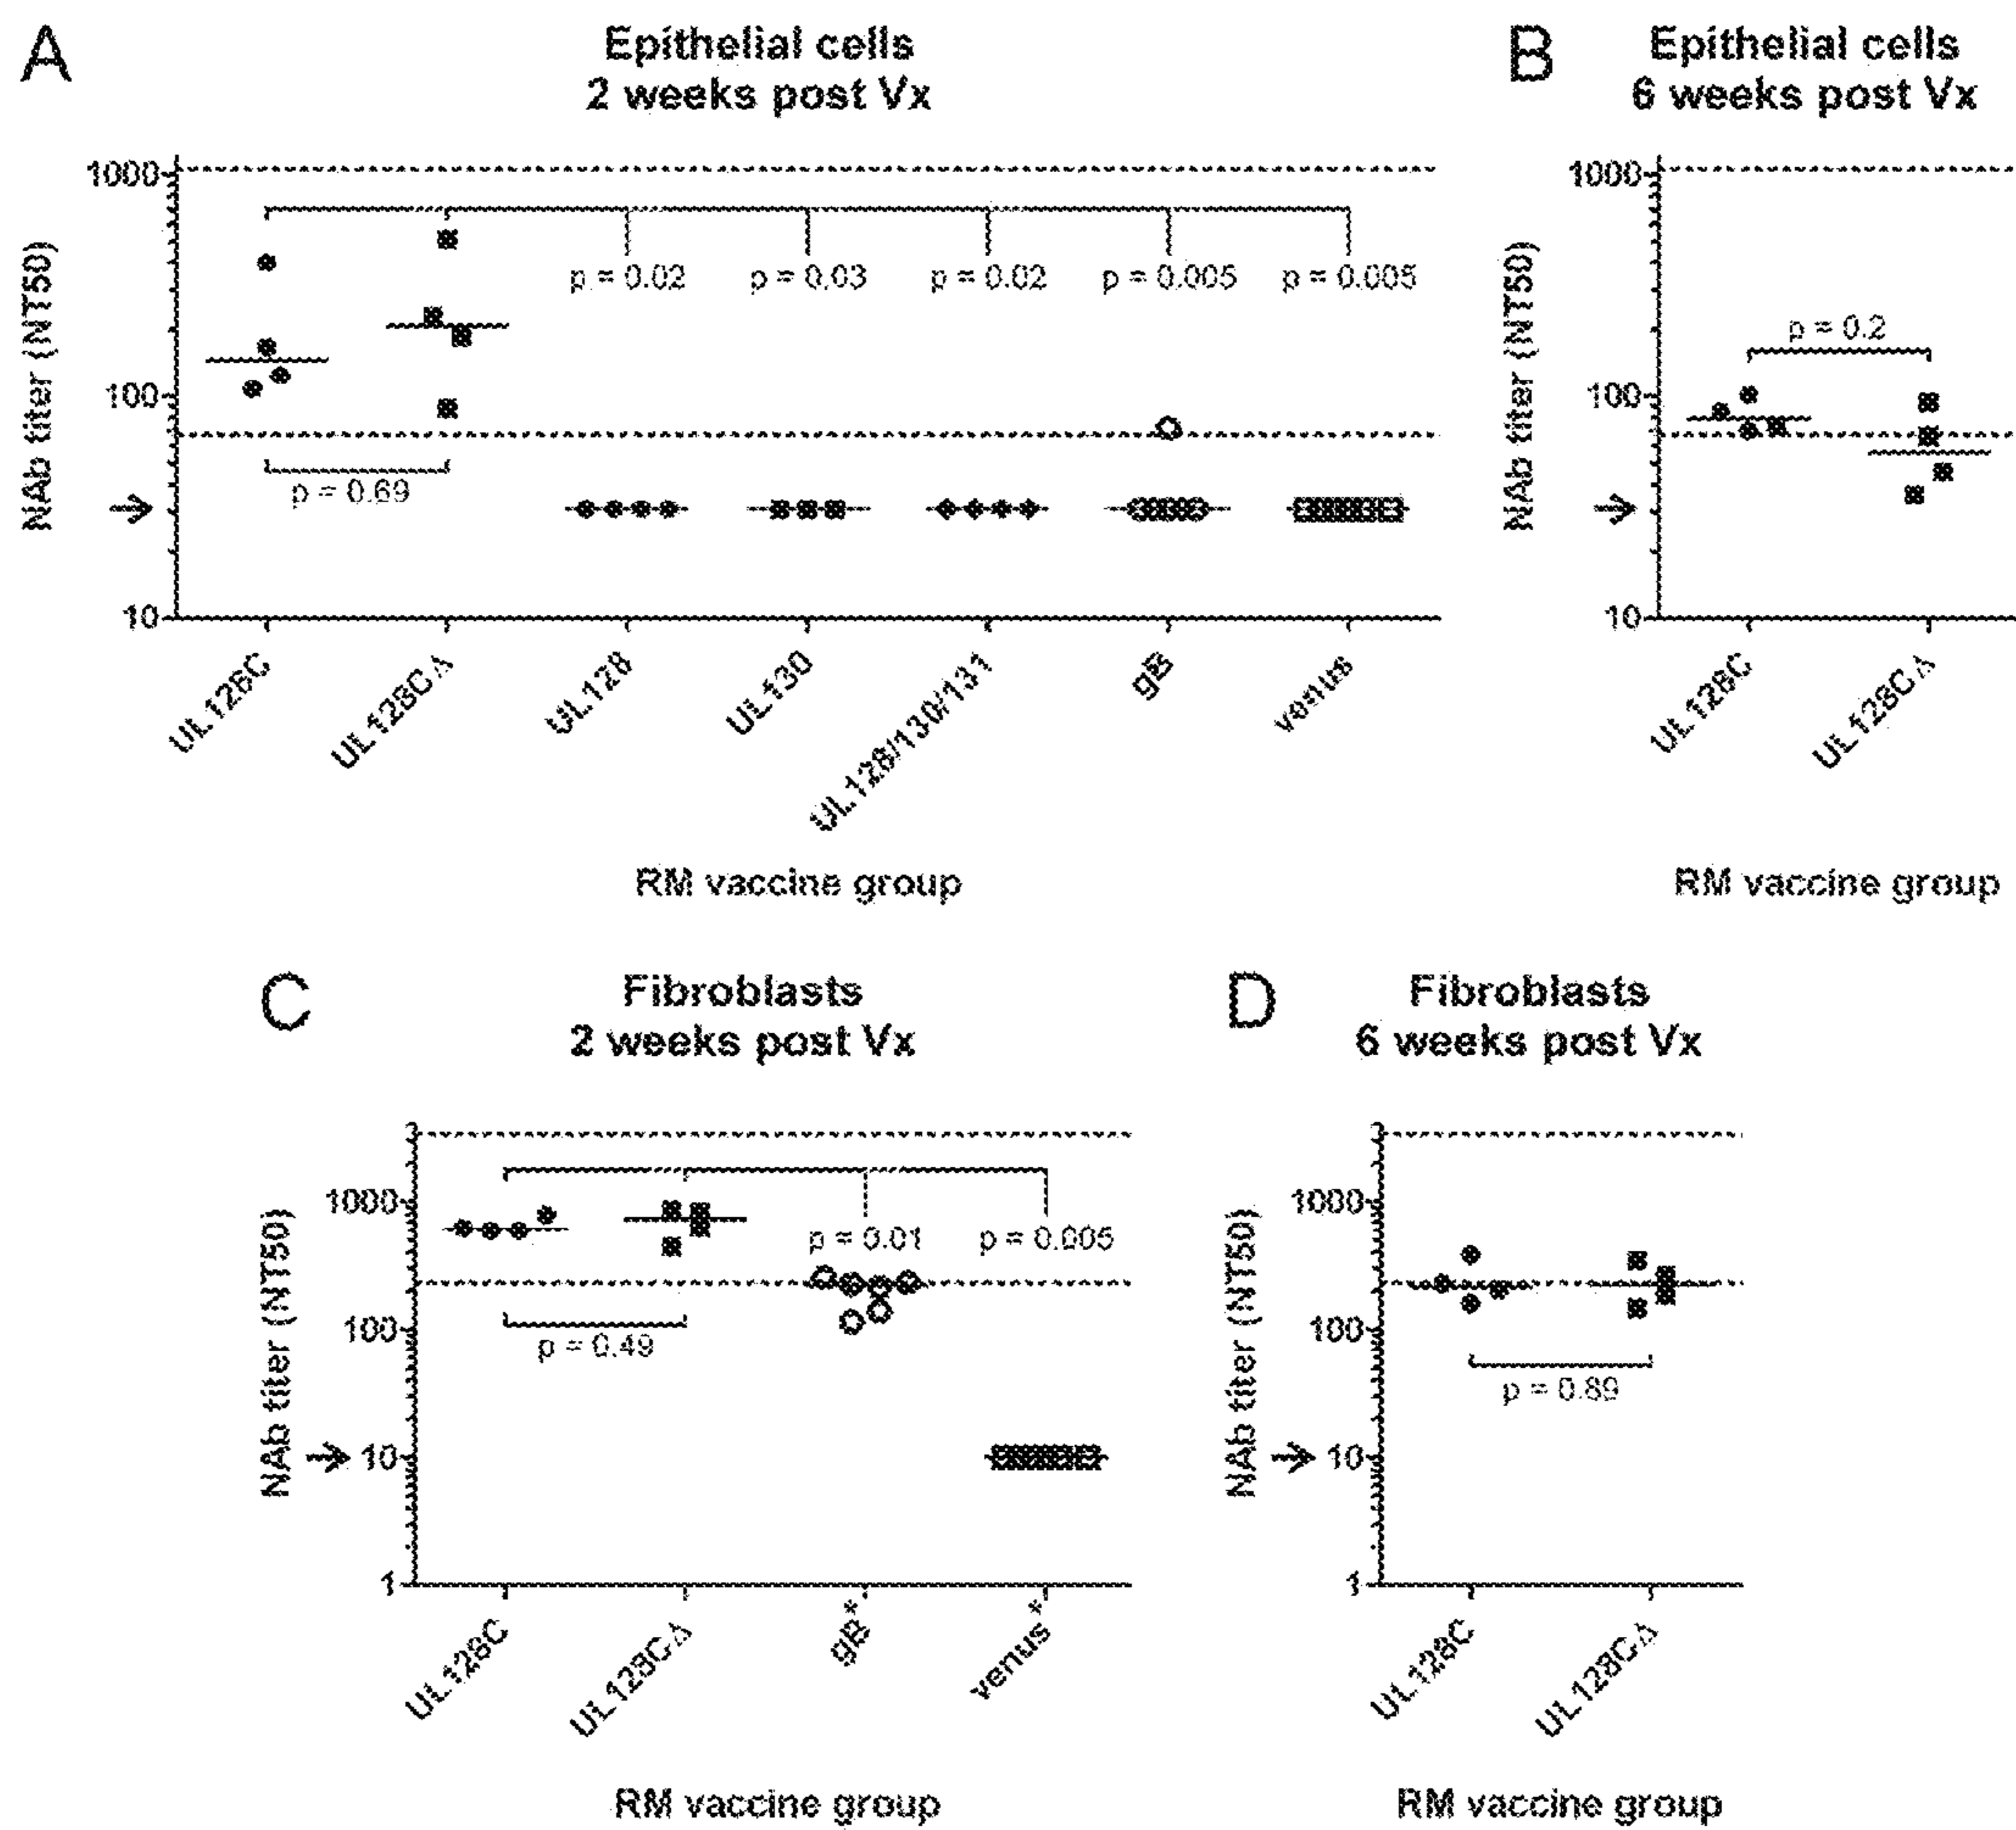 A
Epithelial cells
2 weeks post Vx
NAb titer (NT50)
1000
100
10
p = 0.02
p = 0.03
p = 0.02
p = 0.005
p = 0.005
p = 0.69
UL128C
UL128CΔ
UL128
UL130
UL128/130/131
gB
venus
RM vaccine group
B
Epithelial cells
6 weeks post Vx
NAb titer (NT50)
1000
100
10
p = 0.2
UL128C
UL128CΔ
RM vaccine group
C
Fibroblasts
2 weeks post Vx
NAb titer (NT50)
1000
100
10
1
p = 0.01
p = 0.005
p = 0.49
UL128C
UL128CΔ
gB*
venus*
RM vaccine group
D
Fibroblasts
6 weeks post Vx
NAb titer (NT50)
1000
100
10
1
p = 0.89
UL128C
UL128CΔ
RM vaccine group